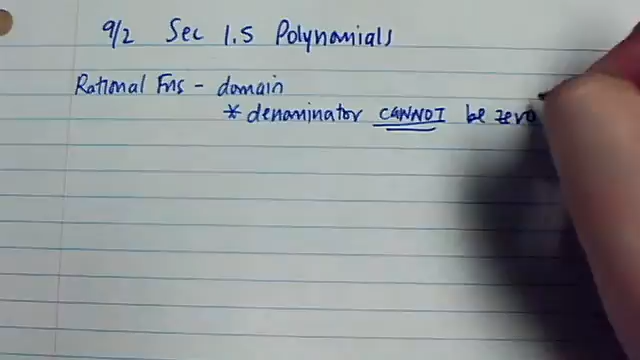 9/2 Sec 1.5 Polynomials
Rational Fns - domain
* denominator CANNOT be zero